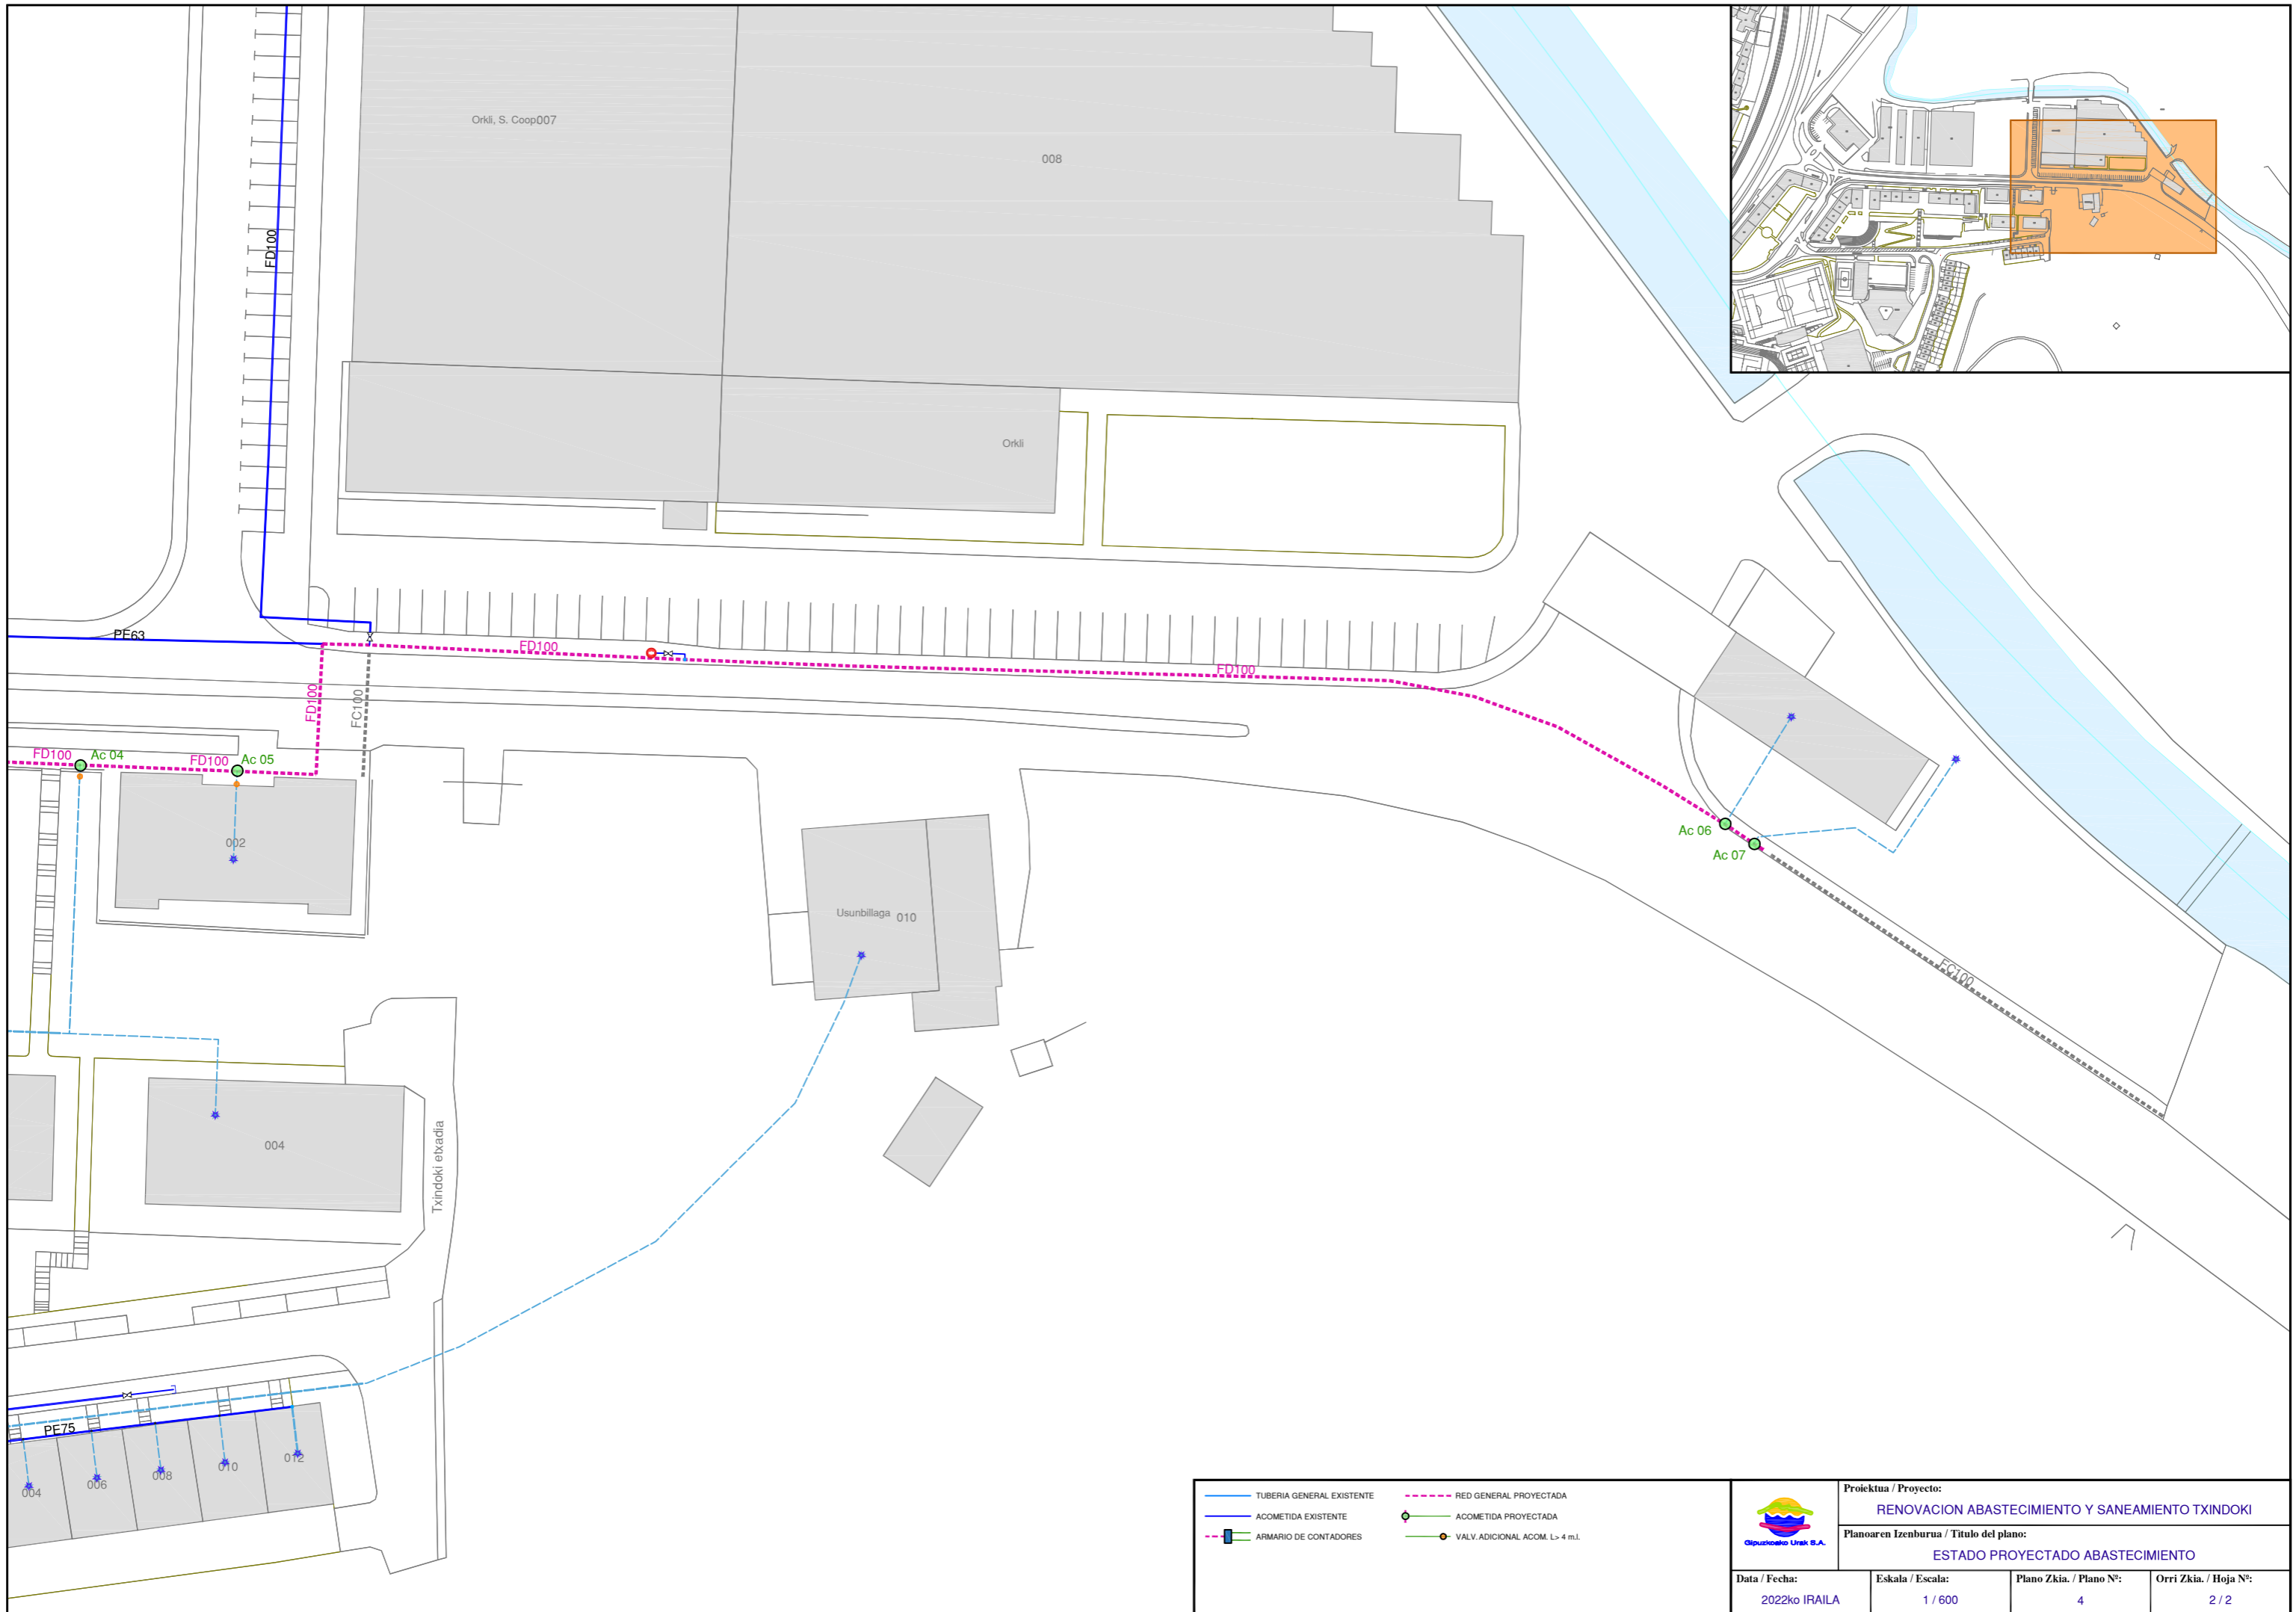 Orkli, S. Coop007
008
FD100
Orkli
PE63
FD100
FD100
FD100
FC100
FD100
Ac 04
FD100
Ac 05
002
Ac 06
Ac 07
Usunbillaga 010
FC100
004
Txindoki etxadia
PE75
004
006
008
010
012
TUBERIA GENERAL EXISTENTE
ACOMETIDA EXISTENTE
ARMARIO DE CONTADORES
RED GENERAL PROYECTADA
ACOMETIDA PROYECTADA
VALV. ADICIONAL ACOM. L> 4 m.l.
Gipuzkoako Urak S.A.
Proiektua / Proyecto:
RENOVACION ABASTECIMIENTO Y SANEAMIENTO TXINDOKI
Planoaren Izenburua / Titulo del plano:
ESTADO PROYECTADO ABASTECIMIENTO
Data / Fecha:
2022ko IRAILA
Eskala / Escala:
1 / 600
Plano Zkia. / Plano Nº:
4
Orri Zkia. / Hoja Nº:
2 / 2